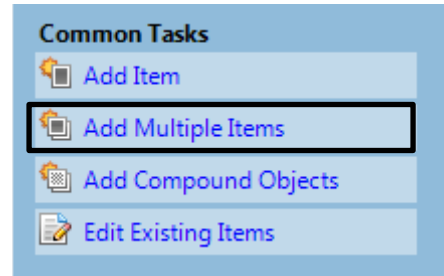 Common Tasks
Add Item
Add Multiple Items
Add Compound Objects
Edit Existing Items